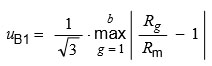 u_B1 = 1/√3 · max_{g = 1}^{b} | R_g / R_m − 1 |